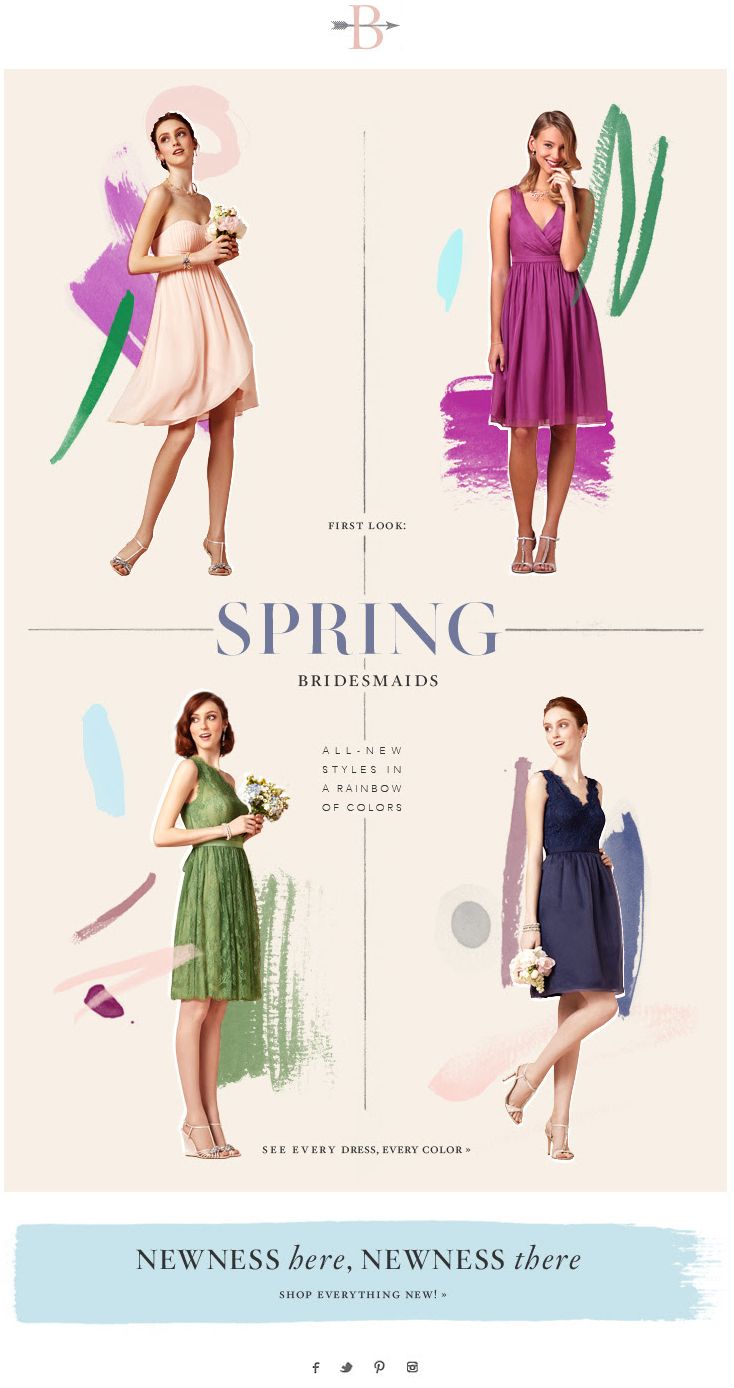 B
FIRST LOOK:
SPRING
BRIDESMAIDS
ALL-NEW
STYLES IN
A RAINBOW
OF COLORS
SEE EVERY DRESS, EVERY COLOR »
NEWNESS here, NEWNESS there
SHOP EVERYTHING NEW! »